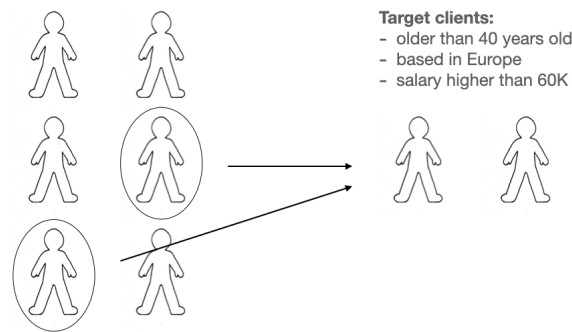 Target clients:
- older than 40 years old
- based in Europe
- salary higher than 60K